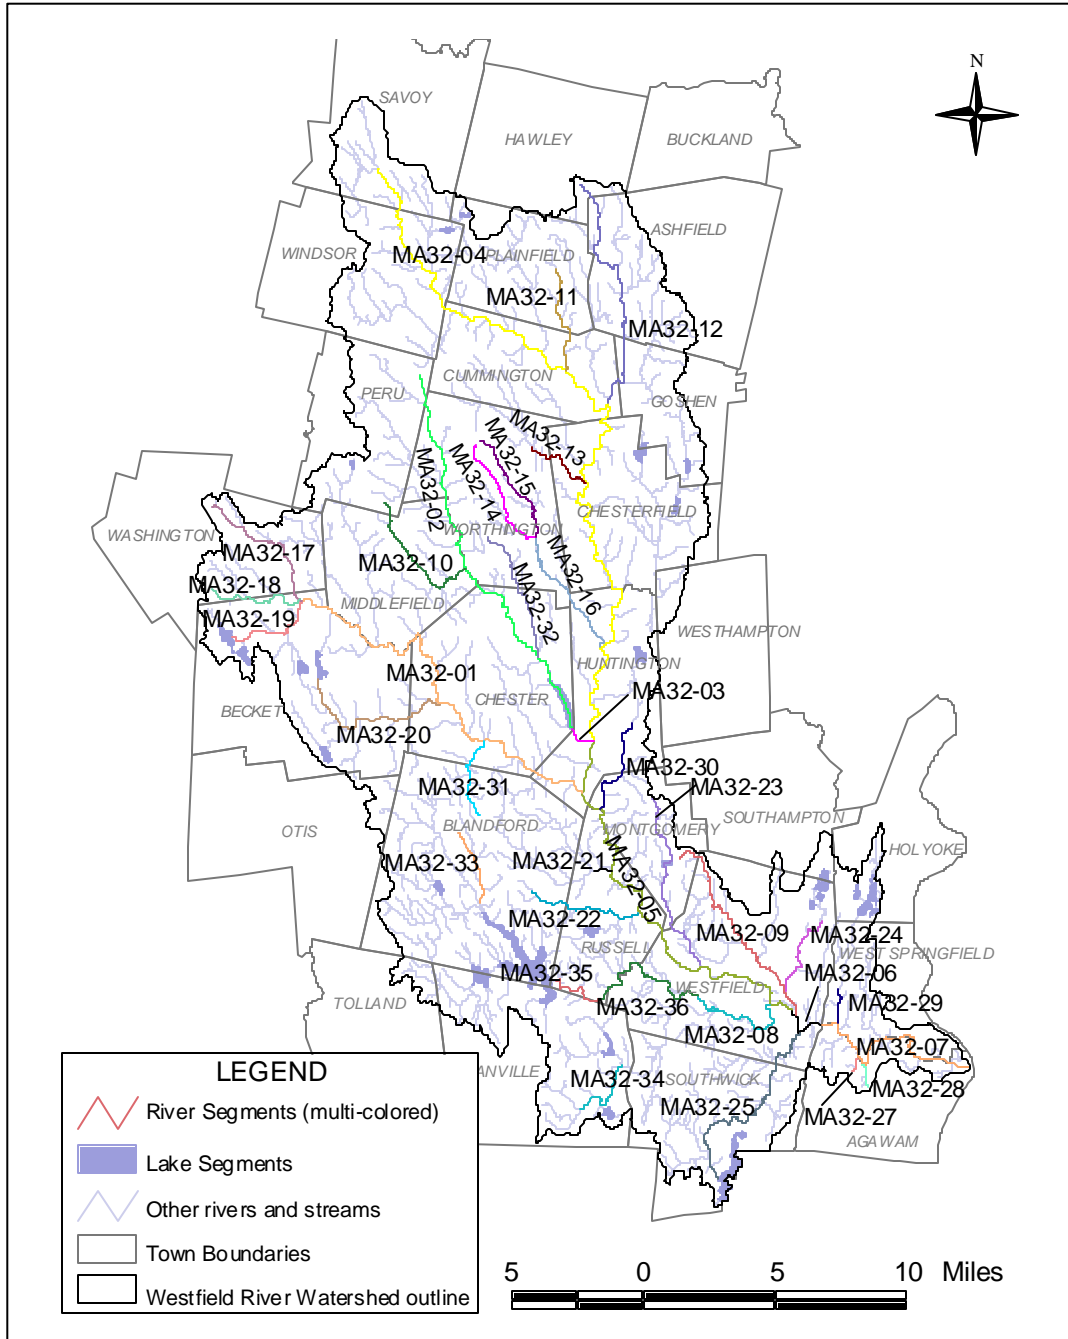 N
SAVOY
HAWLEY
BUCKLAND
ASHFIELD
WINDSOR
MA32-04
PLAINFIELD
MA32-11
MA32-12
CUMMINGTON
PERU
GOSHEN
MA32-13
MA32-15
MA32-14
MA32-02
CHESTERFIELD
WORTHINGTON
WASHINGTON
MA32-17
MA32-10
MA32-16
MA32-18
MA32-32
MIDDLEFIELD
MA32-19
WESTHAMPTON
HUNTINGTON
MA32-01
MA32-03
CHESTER
BECKET
MA32-20
MA32-30
MA32-31
MA32-23
SOUTHAMPTON
BLANDFORD
MONTGOMERY
OTIS
HOLYOKE
MA32-33
MA32-21
MA32-05
MA32-22
MA32-09
MA32-24
RUSSELL
WEST SPRINGFIELD
MA32-35
MA32-06
WESTFIELD
TOLLAND
MA32-36
MA32-29
MA32-08
MA32-07
ANVILLE
MA32-34
SOUTHWICK
MA32-28
MA32-25
MA32-27
AGAWAM
LEGEND
River Segments (multi-colored)
Lake Segments
Other rivers and streams
Town Boundaries
Westfield River Watershed outline
5 0 5 10 Miles